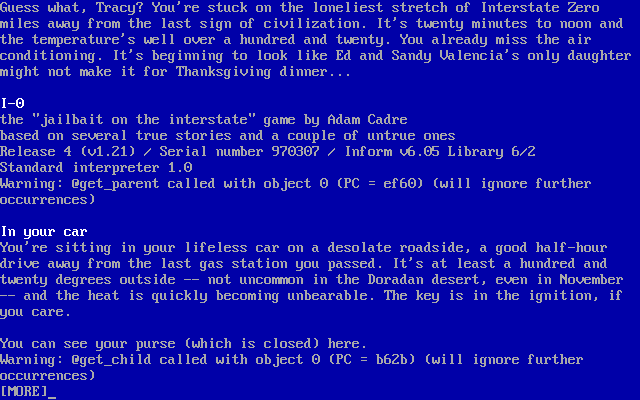 Guess what, Tracy? You're stuck on the loneliest stretch of Interstate Zero
miles away from the last sign of civilization. It's twenty minutes to noon and
the temperature's well over a hundred and twenty. You already miss the air
conditioning. It's beginning to look like Ed and Sandy Valencia's only daughter
might not make it for Thanksgiving dinner...
I-0
the "jailbait on the interstate" game by Adam Cadre
based on several true stories and a couple of untrue ones
Release 4 (v1.21) / Serial number 970307 / Inform v6.05 Library 6/2
Standard interpreter 1.0
Warning: @get_parent called with object 0 (PC = ef60) (will ignore further
occurrences)
In your car
You're sitting in your lifeless car on a desolate roadside, a good half-hour
drive away from the last gas station you passed. It's at least a hundred and
twenty degrees outside -- not uncommon in the Doradan desert, even in November
-- and the heat is quickly becoming unbearable. The key is in the ignition, if
you care.
You can see your purse (which is closed) here.
Warning: @get_child called with object 0 (PC = b62b) (will ignore further
occurrences)
[MORE]_